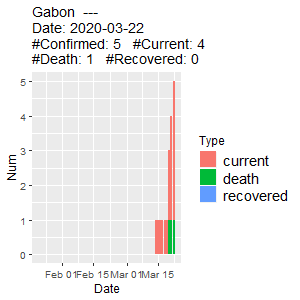 Gabon  ---
Date: 2020-03-22
#Confirmed: 5   #Current: 4
#Death: 1   #Recovered: 0
5
4
3
2
1
0
Num
Feb 01 Feb 15 Mar 01 Mar 15
Date
Type
current
death
recovered